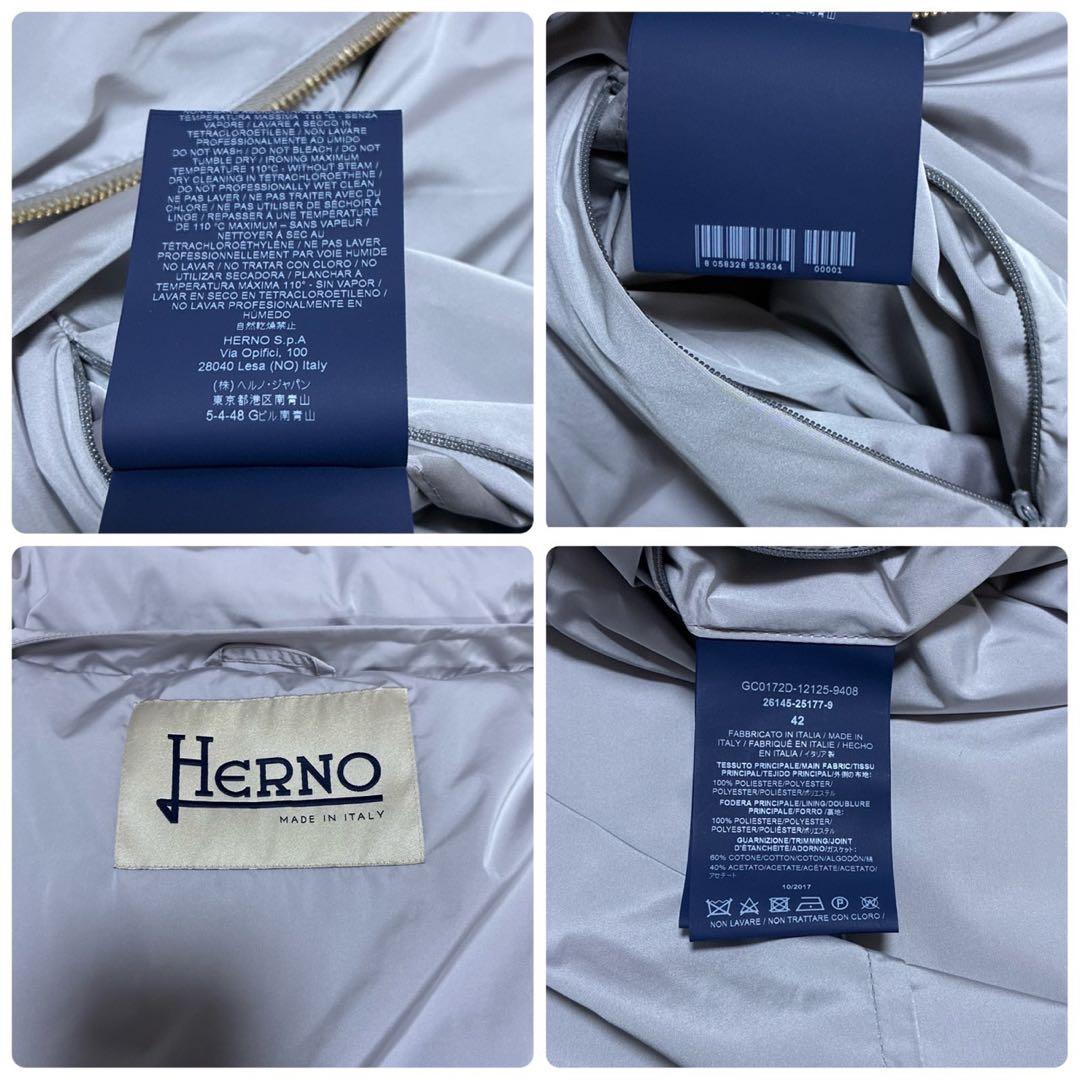 TEMPERATURA MASSIMA 110°C - SENZA
VAPORE / LAVARE A SECCO IN
TETRACLOROETILENE / NON LAVARE
PROFESSIONALMENTE AD UMIDO
DO NOT WASH / DO NOT BLEACH / DO NOT
TUMBLE DRY / IRONING MAXIMUM
TEMPERATURE 110°C - WITHOUT STEAM /
DRY CLEANING IN TETRACHLOROETHENE /
DO NOT PROFESSIONALLY WET CLEAN
NE PAS LAVER / NE PAS TRAITER AVEC DU
CHLORE / NE PAS UTILISER DE SÉCHOIR À
LINGE / REPASSER À UNE TEMPÉRATURE
DE 110 °C MAXIMUM – SANS VAPEUR /
NETTOYER À SEC AU
TÉTRACHLOROÉTHYLÈNE / NE PAS LAVER
PROFESSIONNELLEMENT PAR VOIE HUMIDE
NO LAVAR / NO TRATAR CON CLORO / NO
UTILIZAR SECADORA / PLANCHAR A
TEMPERATURA MÁXIMA 110° - SIN VAPOR /
LAVAR EN SECO EN TETRACLOROETILENO /
NO LAVAR PROFESIONALMENTE EN
HÚMEDO
自然乾燥禁止
HERNO S.p.A
Via Opifici, 100
28040 Lesa (NO) Italy
(株)ヘルノ・ジャパン
東京都港区南青山
5-4-48 Gビル南青山
8 058328 533634 00001
HERNO
MADE IN ITALY
GC0172D-12125-9408
26145-25177-9
42
FABBRICATO IN ITALIA / MADE IN
ITALY / FABRIQUÉ EN ITALIE / HECHO
EN ITALIA / イタリア製
TESSUTO PRINCIPALE/MAIN FABRIC/TISSU
PRINCIPAL/TEJIDO PRINCIPAL/外側の布地:
100% POLIESTERE/POLYESTER/
POLYESTER/POLIÉSTER/ポリエステル
FODERA PRINCIPALE/LINING/DOUBLURE
PRINCIPALE/FORRO /裏地:
100% POLIESTERE/POLYESTER/
POLYESTER/POLIÉSTER/ポリエステル
GUARNIZIONE/TRIMMING/JOINT
D'ÉTANCHEITÉ/ADORNO/ガスケット:
60% COTONE/COTTON/COTON/ALGODÓN/綿
40% ACETATO/ACETATE/ACÉTATE/ACETATO/
アセテート
10/2017
NON LAVARE / NON TRATTARE CON CLORO /